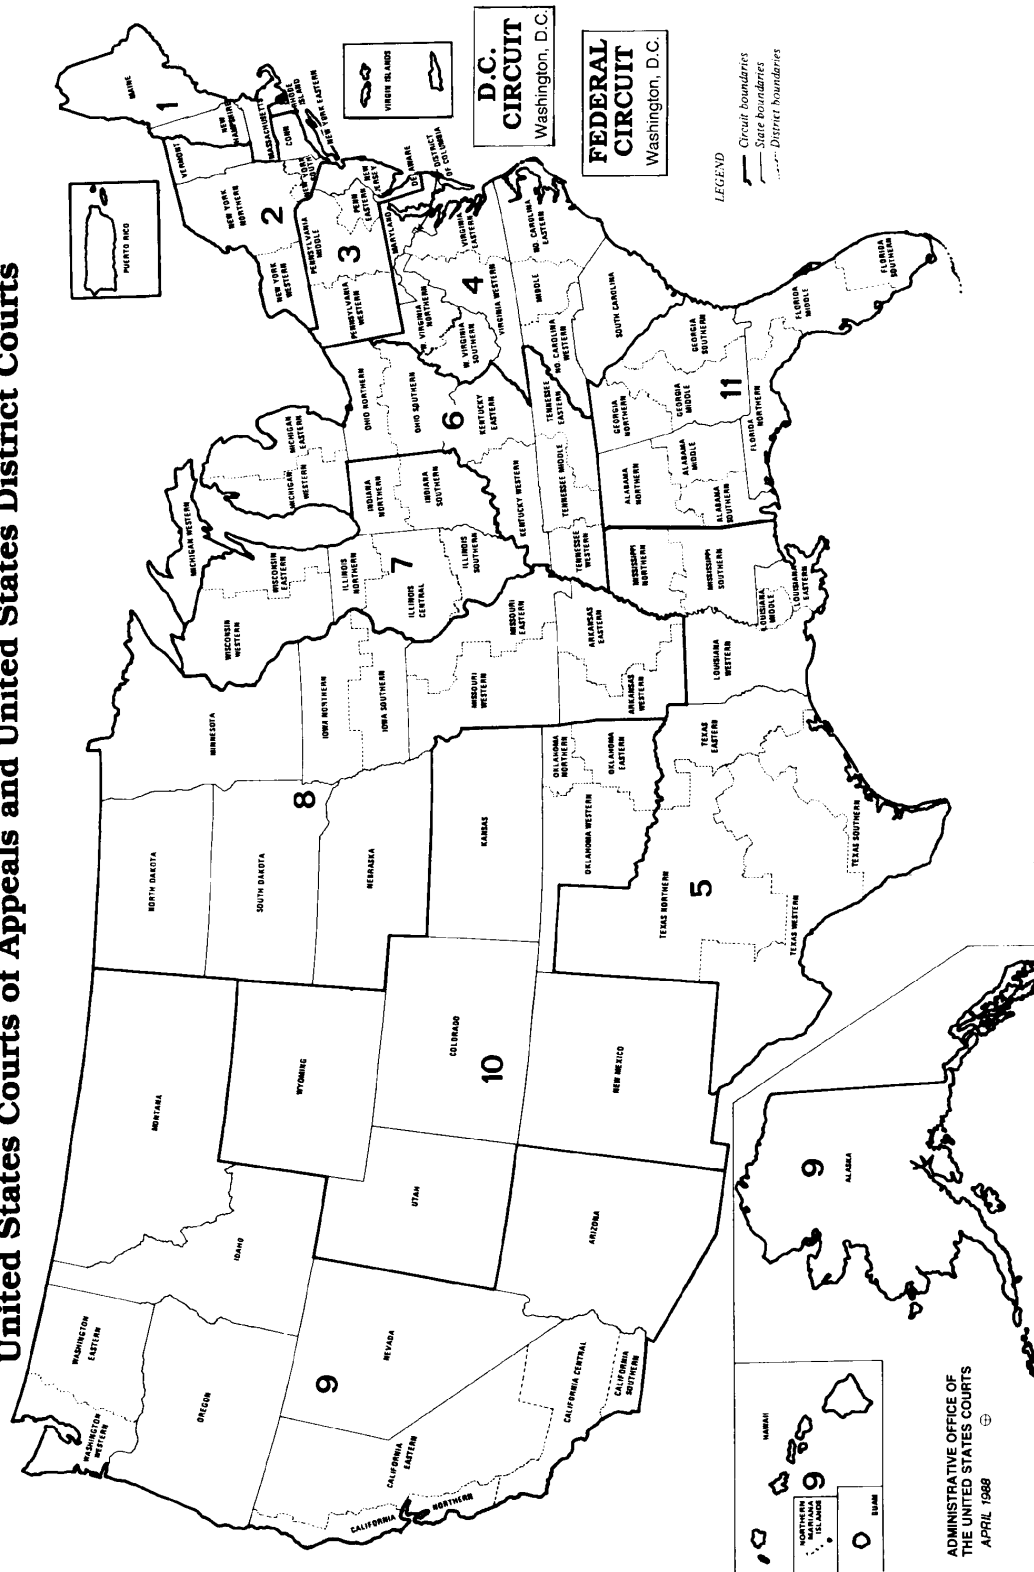 United States Courts of Appeals and United States District Courts
D.C.
CIRCUIT
Washington, D.C.
FEDERAL
CIRCUIT
Washington, D.C.
LEGEND
Circuit boundaries
State boundaries
District boundaries
PUERTO RICO
VIRGIN ISLANDS
MAINE
1
NEW
HAMPSHIRE
MASSACHUSETTS
RHODE
ISLAND
CONN
VERMONT
NEW YORK
NORTHERN
2
NEW YORK
SOUTH
NEW YORK EASTERN
NEW YORK
WESTERN
PENNSYLVANIA
MIDDLE
3
PENN
EASTERN
NEW
JERSEY
PENNSYLVANIA
WESTERN
DELAWARE
MARYLAND
DISTRICT
OF COLUMBIA
W. VIRGINIA
NORTHERN
W. VIRGINIA
SOUTHERN
4
VIRGINIA
EASTERN
VIRGINIA WESTERN
NO. CAROLINA
EASTERN
MIDDLE
NO. CAROLINA
WESTERN
SOUTH CAROLINA
MICHIGAN WESTERN
MICHIGAN
WESTERN
MICHIGAN
EASTERN
OHIO NORTHERN
OHIO SOUTHERN
6
KENTUCKY
EASTERN
KENTUCKY WESTERN
TENNESSEE
EASTERN
TENNESSEE MIDDLE
TENNESSEE
WESTERN
WISCONSIN
EASTERN
WISCONSIN
WESTERN
ILLINOIS
NORTHERN
7
ILLINOIS
CENTRAL
ILLINOIS
SOUTHERN
INDIANA
NORTHERN
INDIANA
SOUTHERN
GEORGIA
NORTHERN
GEORGIA
MIDDLE
GEORGIA
SOUTHERN
11
ALABAMA
NORTHERN
ALABAMA
MIDDLE
ALABAMA
SOUTHERN
FLORIDA
NORTHERN
FLORIDA
MIDDLE
FLORIDA
SOUTHERN
MISSISSIPPI
NORTHERN
MISSISSIPPI
SOUTHERN
LOUISIANA
EASTERN
LOUISIANA
MIDDLE
LOUISIANA
WESTERN
MINNESOTA
IOWA NORTHERN
IOWA SOUTHERN
MISSOURI
EASTERN
MISSOURI
WESTERN
ARKANSAS
EASTERN
ARKANSAS
WESTERN
8
NORTH DAKOTA
SOUTH DAKOTA
NEBRASKA
KANSAS
OKLAHOMA
NORTHERN
OKLAHOMA
EASTERN
OKLAHOMA WESTERN
TEXAS
EASTERN
TEXAS NORTHERN
5
TEXAS SOUTHERN
TEXAS WESTERN
MONTANA
WYOMING
COLORADO
10
NEW MEXICO
UTAH
ARIZONA
IDAHO
WASHINGTON
EASTERN
WASHINGTON
WESTERN
OREGON
9
NEVADA
CALIFORNIA
EASTERN
CALIFORNIA
NORTHERN
CALIFORNIA CENTRAL
CALIFORNIA
SOUTHERN
9
ALASKA
HAWAII
9
NORTHERN
MARIANA
ISLANDS
GUAM
ADMINISTRATIVE OFFICE OF
THE UNITED STATES COURTS
APRIL 1988